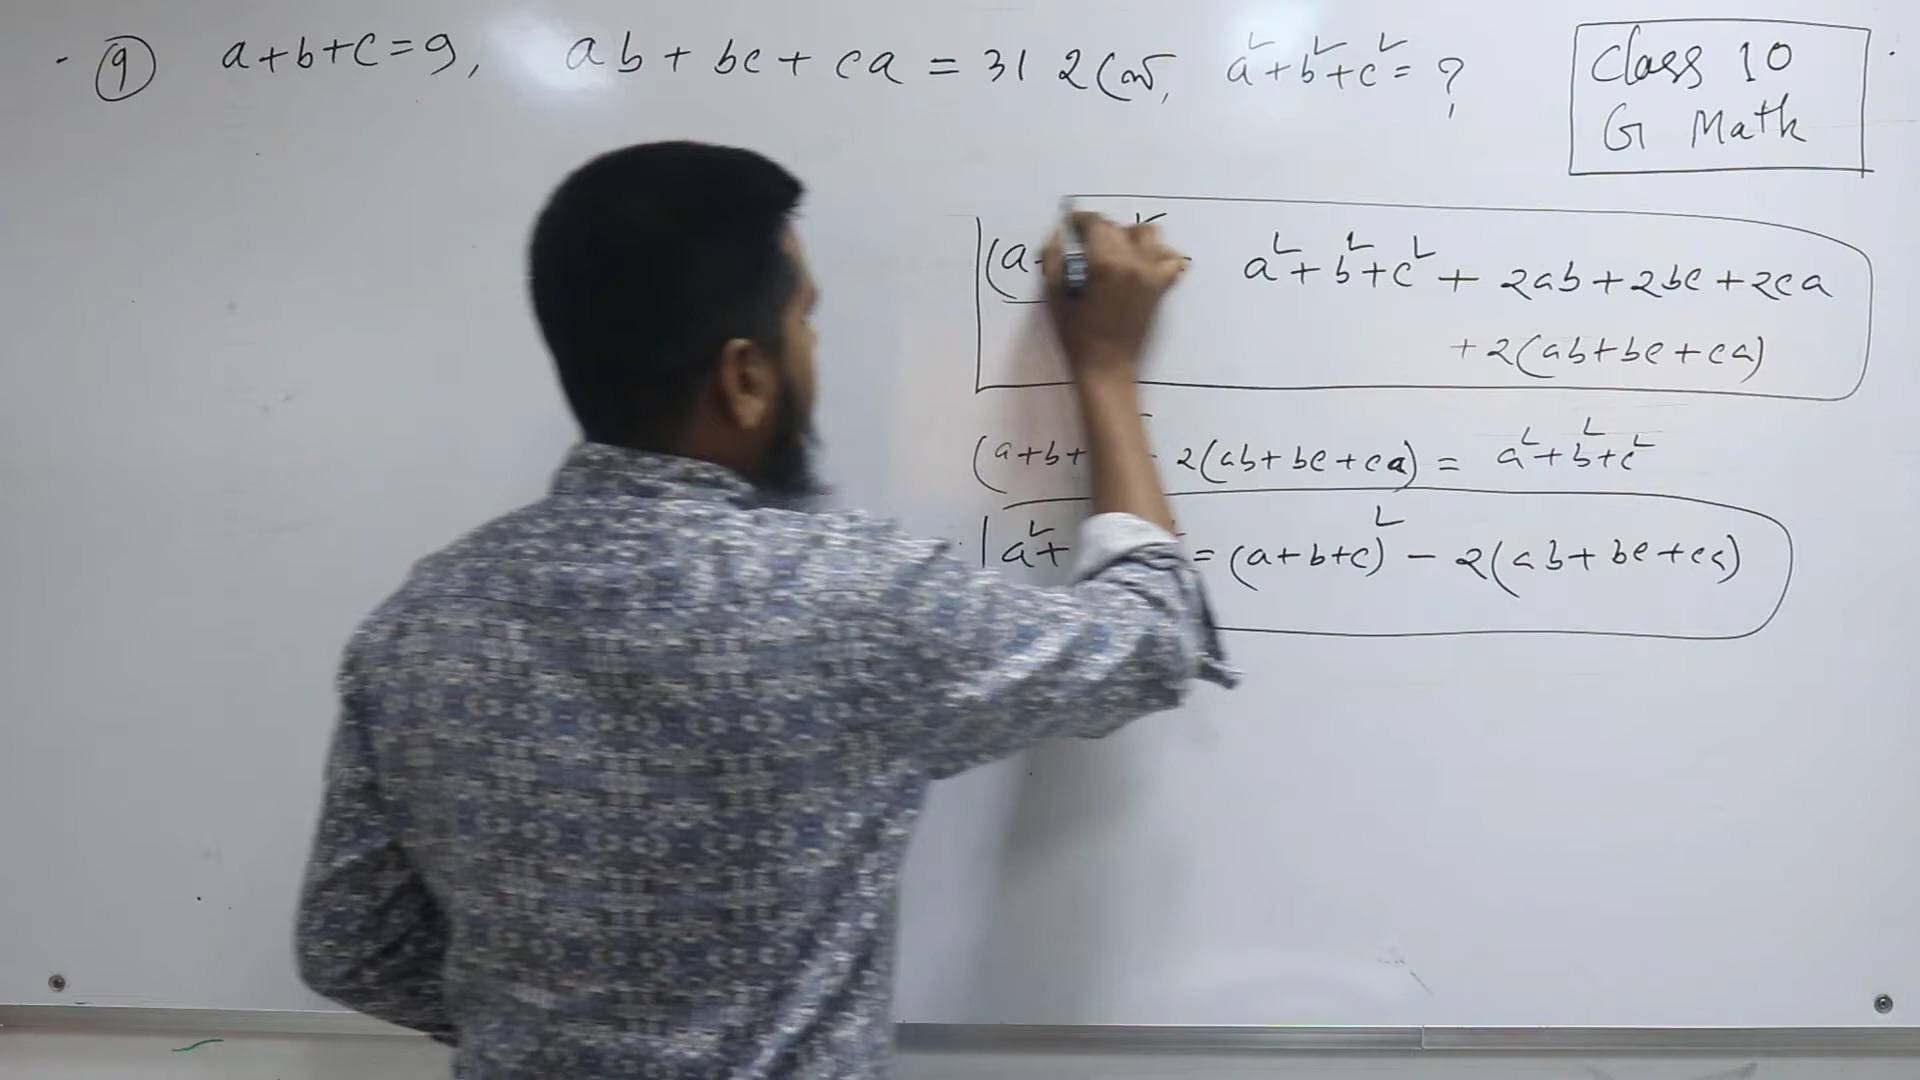 (9) a+b+c=9, ab+bc+ca = 31 হলে, a²+b²+c² = ?
Class 10
G Math
(a a²+b²+c² + 2ab+2bc+2ca
+2(ab+bc+ca)
(a+b+ 2(ab+bc+ca) = a²+b²+c²
a²+ = (a+b+c)² - 2(ab+bc+ca)